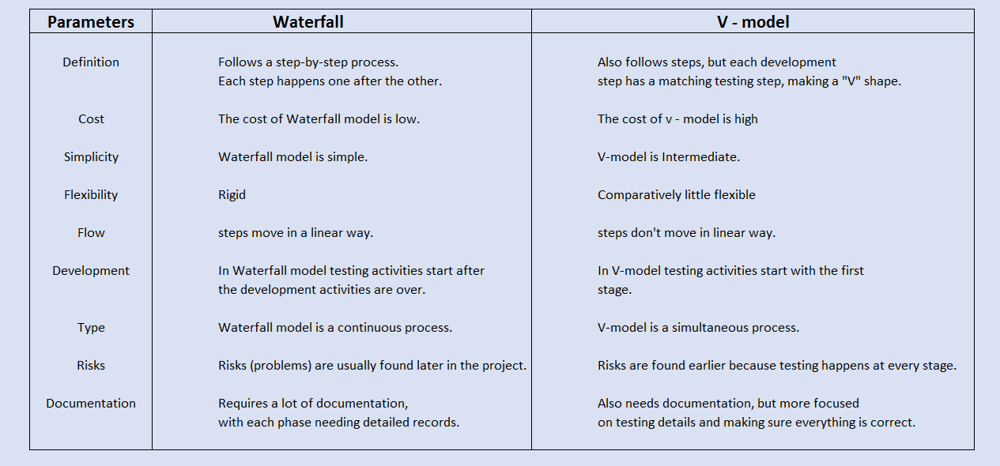 Parameters Waterfall V - model
Definition Follows a step-by-step process. Also follows steps, but each development
Each step happens one after the other. step has a matching testing step, making a "V" shape.
Cost The cost of Waterfall model is low. The cost of v - model is high
Simplicity Waterfall model is simple. V-model is Intermediate.
Flexibility Rigid Comparatively little flexible
Flow steps move in a linear way. steps don't move in linear way.
Development In Waterfall model testing activities start after In V-model testing activities start with the first
the development activities are over. stage.
Type Waterfall model is a continuous process. V-model is a simultaneous process.
Risks Risks (problems) are usually found later in the project. Risks are found earlier because testing happens at every stage.
Documentation Requires a lot of documentation, Also needs documentation, but more focused
with each phase needing detailed records. on testing details and making sure everything is correct.